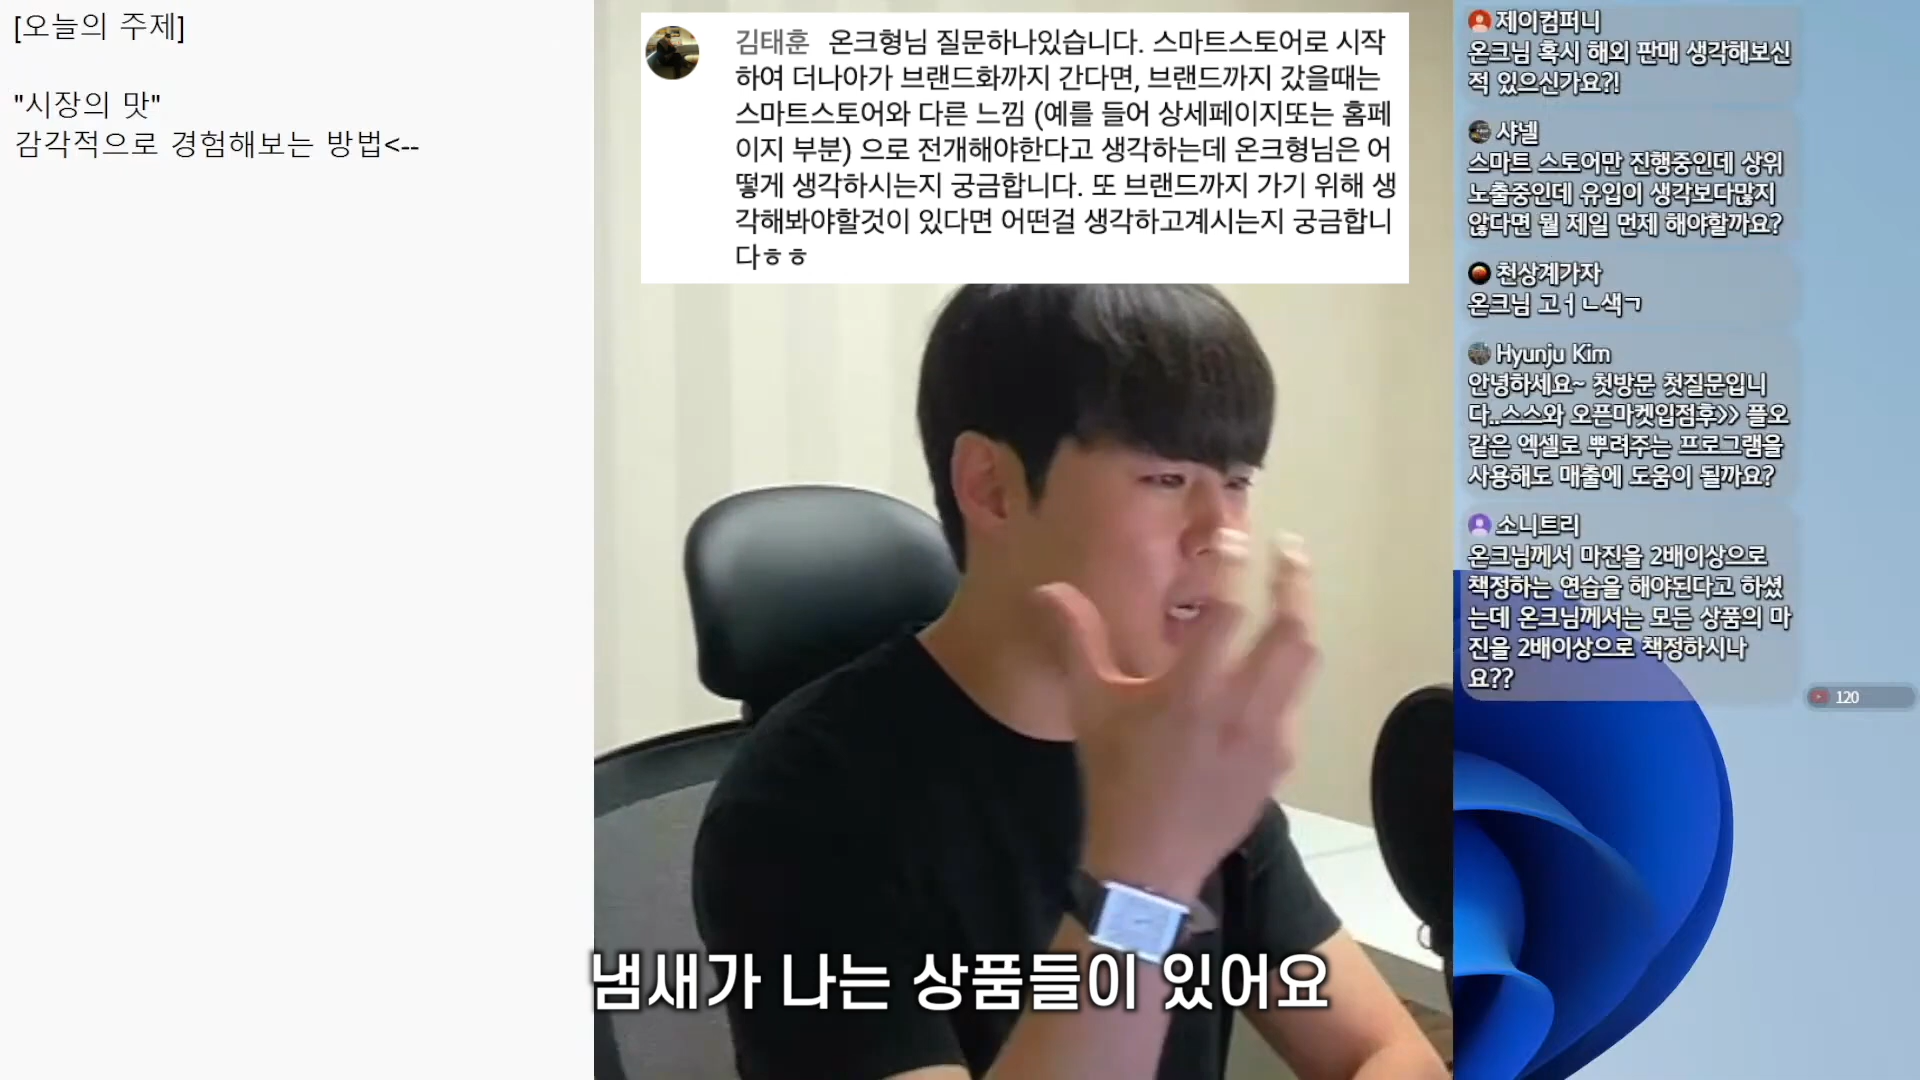 [오늘의 주제]
"시장의 맛"
감각적으로 경험해보는 방법<--
김태훈 온크형님 질문하나있습니다. 스마트스토어로 시작
하여 더나아가 브랜드화까지 간다면, 브랜드까지 갔을때는
스마트스토어와 다른 느낌 (예를 들어 상세페이지또는 홈페
이지 부분) 으로 전개해야한다고 생각하는데 온크형님은 어
떻게 생각하시는지 궁금합니다. 또 브랜드까지 가기 위해 생
각해봐야할것이 있다면 어떤걸 생각하고계시는지 궁금합니
다ㅎㅎ
냄새가 나는 상품들이 있어요
제이컴퍼니
온크님 혹시 해외 판매 생각해보신
적 있으신가요?!
샤넬
스마트 스토어만 진행중인데 상위
노출중인데 유입이 생각보다많지
않다면 뭘 제일 먼제 해야할까요?
천상계가자
온크님 고ㅓㄴ색ㄱ
Hyunju Kim
안녕하세요~ 첫방문 첫질문입니
다..스스와 오픈마켓입점후>> 플오
같은 엑셀로 뿌려주는 프로그램을
사용해도 매출에 도움이 될까요?
소니트리
온크님께서 마진을 2배이상으로
책정하는 연습을 해야된다고 하셨
는데 온크님께서는 모든 상품의 마
진을 2배이상으로 책정하시나
요??
120